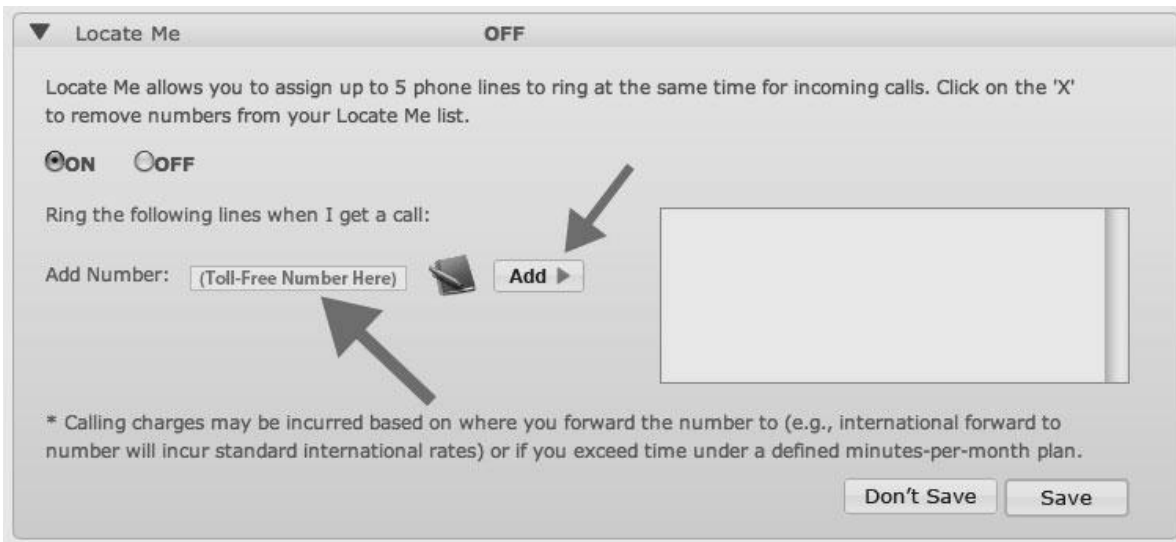 Locate Me OFF
Locate Me allows you to assign up to 5 phone lines to ring at the same time for incoming calls. Click on the 'X'
to remove numbers from your Locate Me list.
ON OFF
Ring the following lines when I get a call:
Add Number: (Toll-Free Number Here) Add
* Calling charges may be incurred based on where you forward the number to (e.g., international forward to
number will incur standard international rates) or if you exceed time under a defined minutes-per-month plan.
Don't Save Save